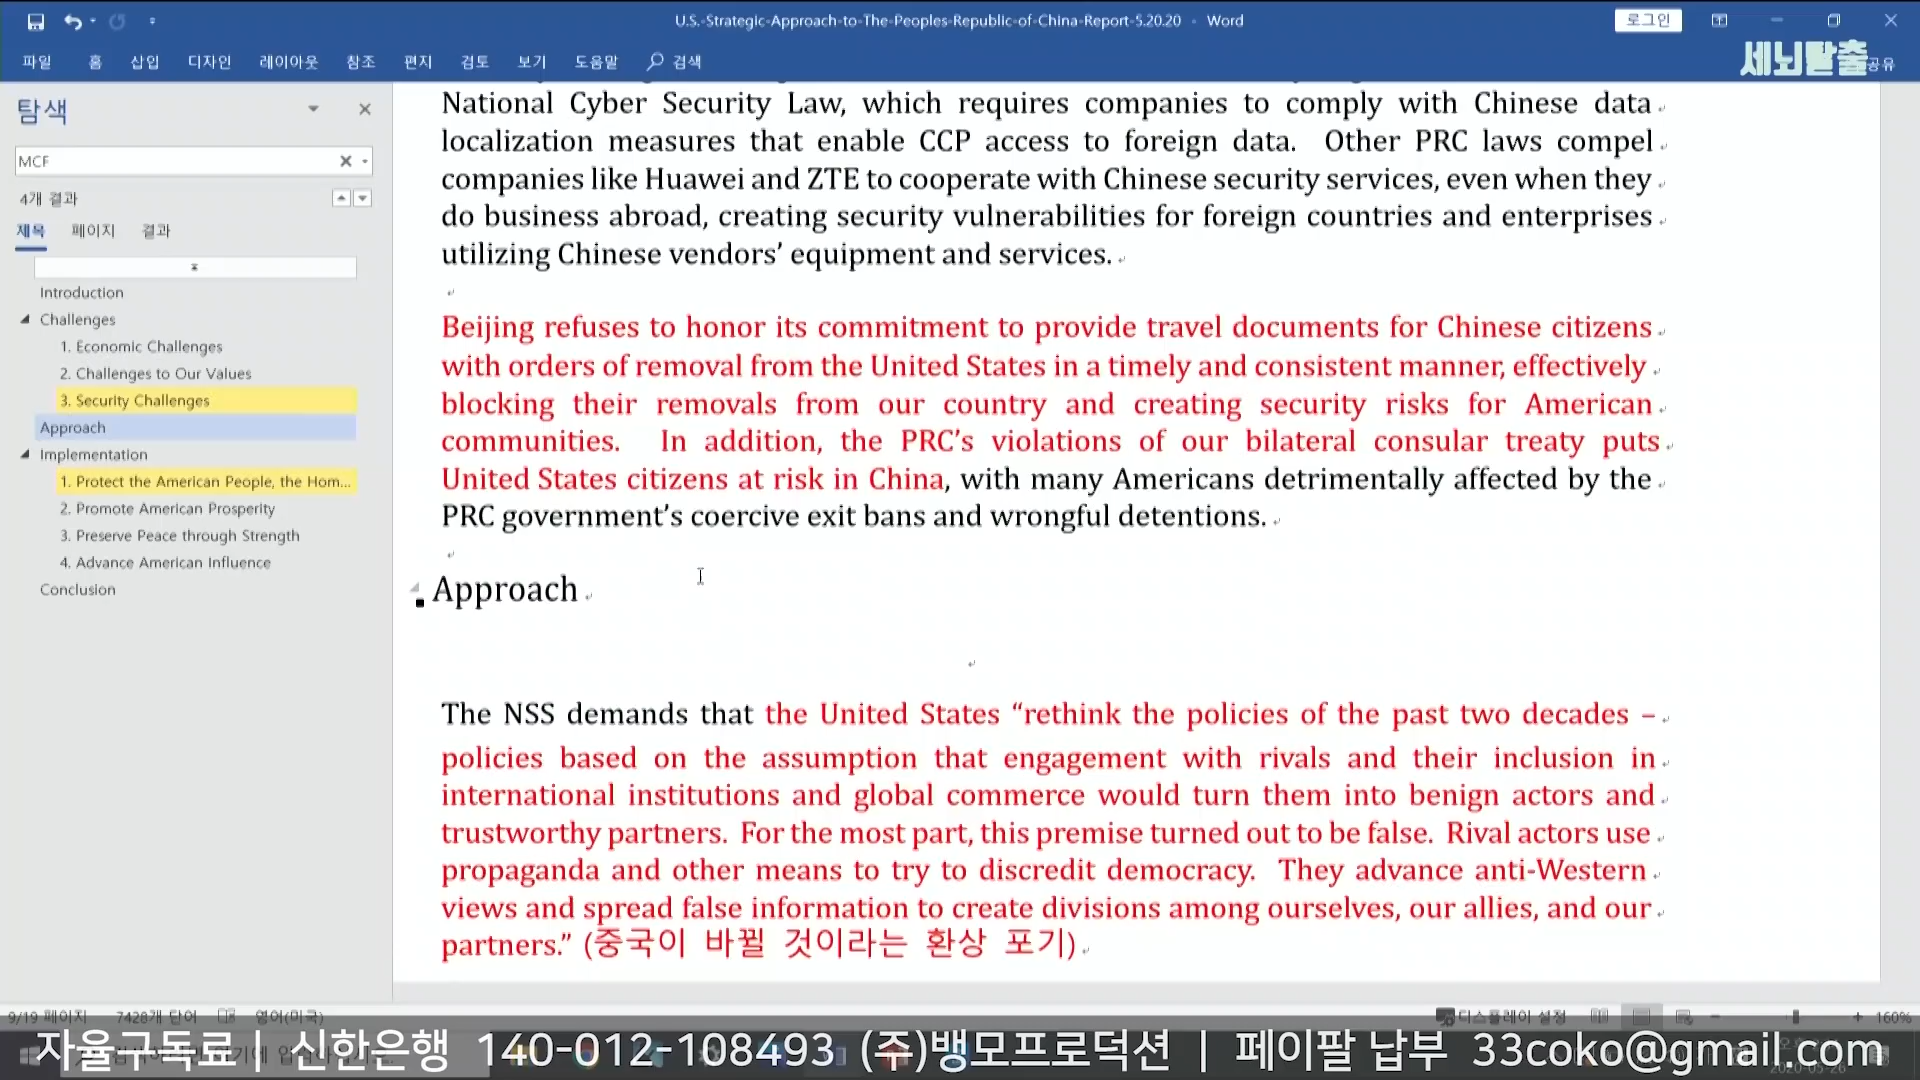 U.S.-Strategic-Approach-to-The-Peoples-Republic-of-China-Report-5.20.20 - Word
로그인
파일 홈 삽입 디자인 레이아웃 참조 편지 검토 보기 도움말 검색
세뇌탈출
공유
탐색
MCF
4개 결과
제목 페이지 결과
Introduction
Challenges
1. Economic Challenges
2. Challenges to Our Values
3. Security Challenges
Approach
Implementation
1. Protect the American People, the Hom...
2. Promote American Prosperity
3. Preserve Peace through Strength
4. Advance American Influence
Conclusion
National Cyber Security Law, which requires companies to comply with Chinese data
localization measures that enable CCP access to foreign data. Other PRC laws compel
companies like Huawei and ZTE to cooperate with Chinese security services, even when they
do business abroad, creating security vulnerabilities for foreign countries and enterprises
utilizing Chinese vendors’ equipment and services.
Beijing refuses to honor its commitment to provide travel documents for Chinese citizens
with orders of removal from the United States in a timely and consistent manner, effectively
blocking their removals from our country and creating security risks for American
communities. In addition, the PRC’s violations of our bilateral consular treaty puts
United States citizens at risk in China, with many Americans detrimentally affected by the
PRC government’s coercive exit bans and wrongful detentions.
Approach
The NSS demands that the United States “rethink the policies of the past two decades –
policies based on the assumption that engagement with rivals and their inclusion in
international institutions and global commerce would turn them into benign actors and
trustworthy partners. For the most part, this premise turned out to be false. Rival actors use
propaganda and other means to try to discredit democracy. They advance anti-Western
views and spread false information to create divisions among ourselves, our allies, and our
partners.” (중국이 바뀔 것이라는 환상 포기)
9/19 페이지 7428개 단어 영어(미국)
디스플레이 설정
160%
자율구독료 | 신한은행 140-012-108493 (주)뱅모프로덕션 | 페이팔 납부 33coko@gmail.com
2020-05-26